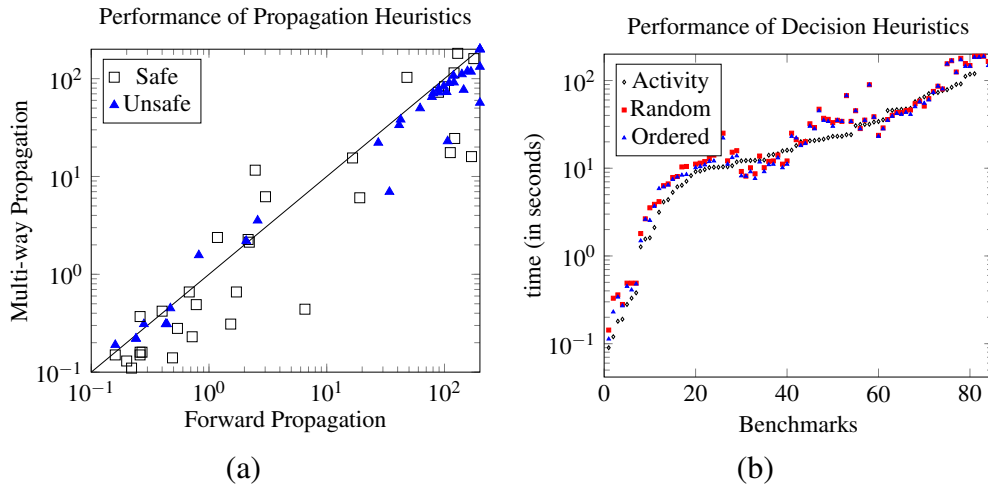 Performance of Propagation Heuristics
10^2
10^1
10^0
10^−1
10^−1
10^0
10^1
10^2
Safe
Unsafe
Multi-way Propagation
Forward Propagation
(a)
Performance of Decision Heuristics
10^2
10^1
10^0
10^−1
0
20
40
60
80
Activity
Random
Ordered
time (in seconds)
Benchmarks
(b)